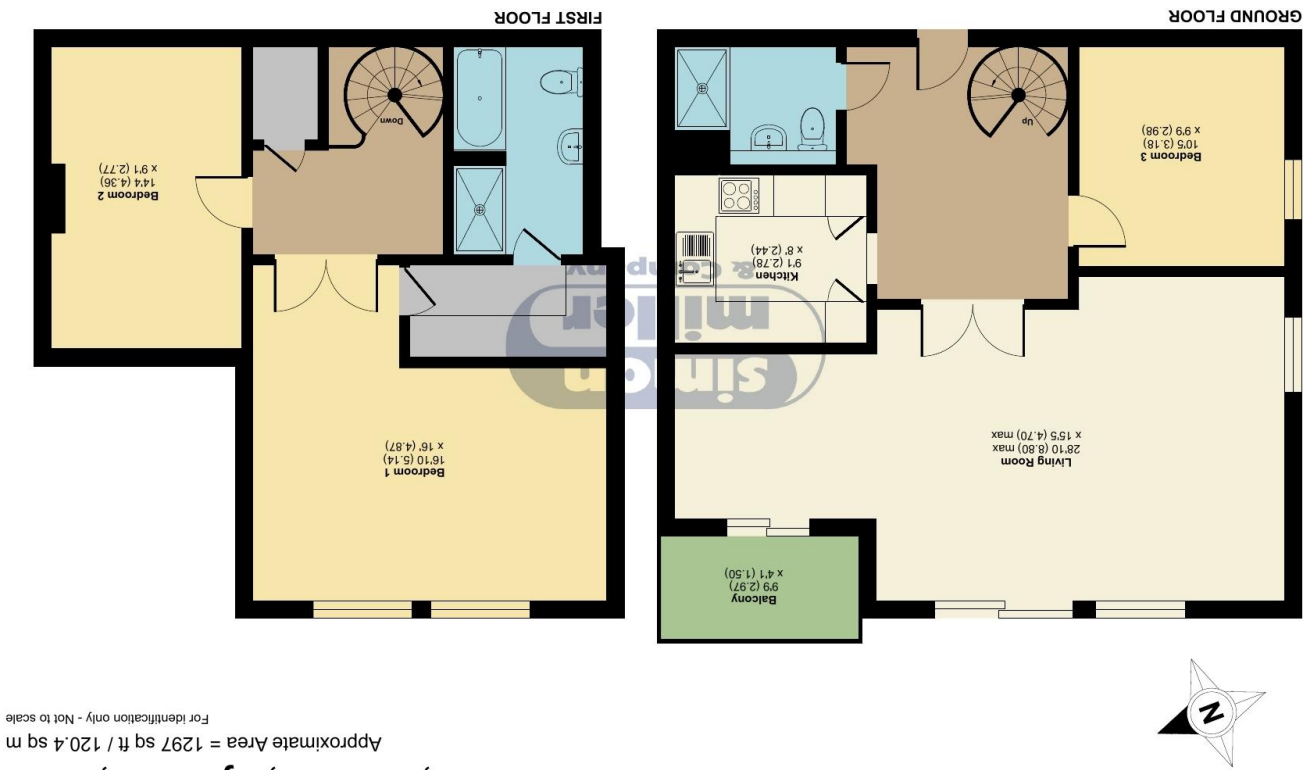 Approximate Area = 1297 sq ft / 120.4 sq m
For identification only - Not to scale
N
Balcony
9'9 (2.97)
x 4'1 (1.50)
Living Room
28'10 (8.80) max
x 15'5 (4.70) max
Kitchen
9'1 (2.78)
x 8' (2.44)
Bedroom 3
10'5 (3.18)
x 9'9 (2.98)
Up
GROUND FLOOR
Bedroom 1
16'10 (5.14)
x 16' (4.87)
Bedroom 2
14'4 (4.36)
x 9'1 (2.77)
Down
FIRST FLOOR
simon
miller
& company